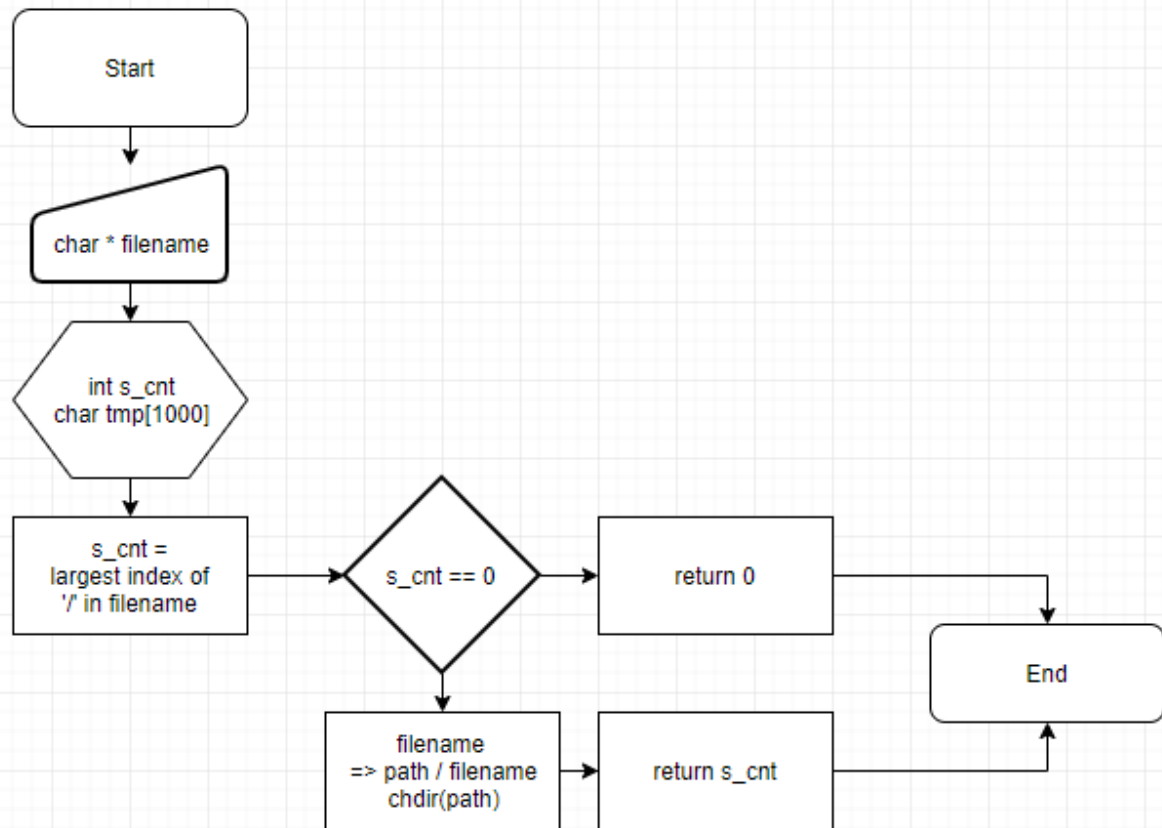 Start
char * filename
int s_cnt
char tmp[1000]
s_cnt =
largest index of
'/' in filename
s_cnt == 0
return 0
End
filename
=> path / filename
chdir(path)
return s_cnt